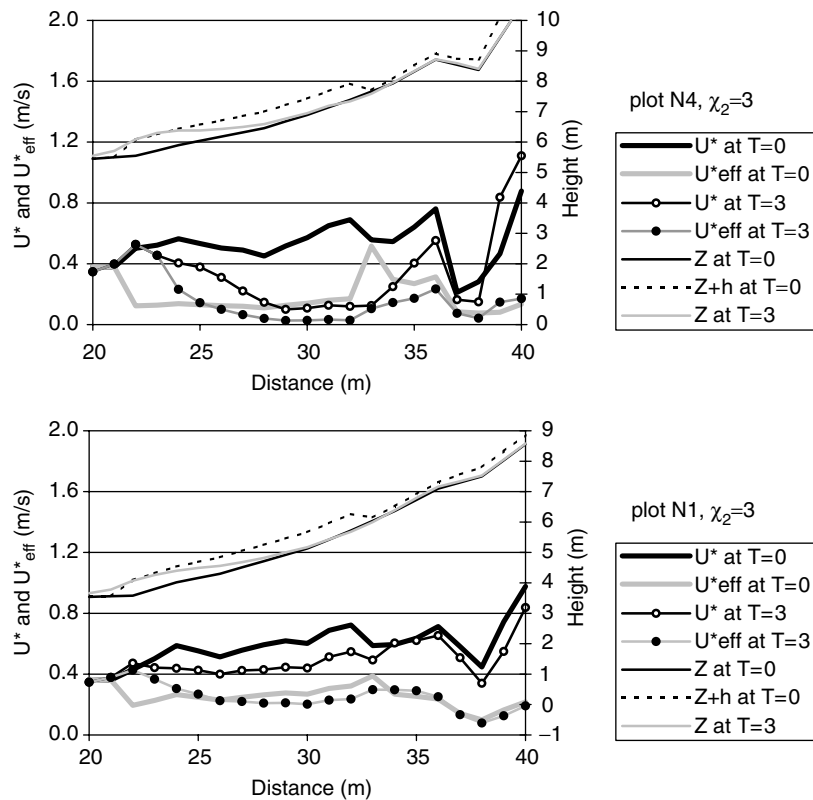 2.0
1.6
1.2
0.8
0.4
0.0
U* and U*eff (m/s)
10
9
8
7
6
5
4
3
2
1
0
Height (m)
20 25 30 35 40
Distance (m)
plot N4, χ2=3
U* at T=0
U*eff at T=0
U* at T=3
U*eff at T=3
Z at T=0
Z+h at T=0
Z at T=3
2.0
1.6
1.2
0.8
0.4
0.0
U* and U*eff (m/s)
9
8
7
6
5
4
3
2
1
0
−1
Height (m)
20 25 30 35 40
Distance (m)
plot N1, χ2=3
U* at T=0
U*eff at T=0
U* at T=3
U*eff at T=3
Z at T=0
Z+h at T=0
Z at T=3